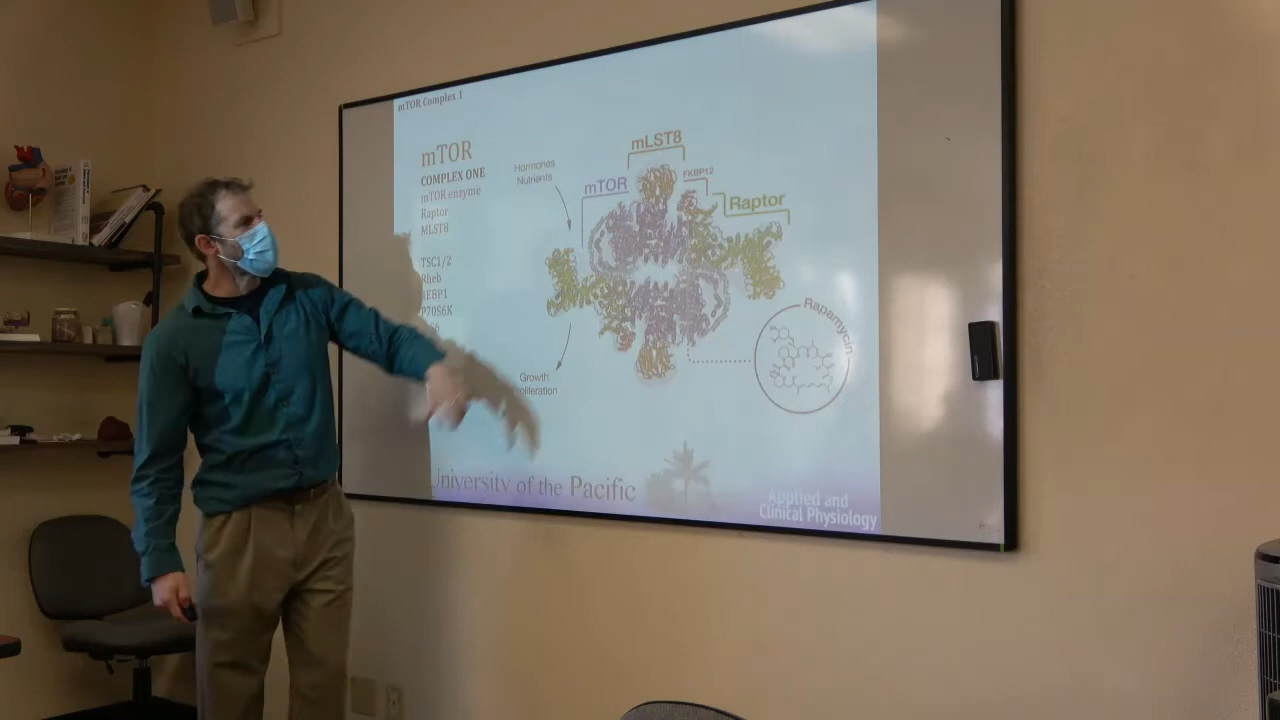 mTOR Complex 1
mTOR
COMPLEX ONE
mTOR enzyme
Raptor
MLST8
TSC1/2
Rheb
4EBP1
P70S6K
Hormones
Nutrients
mLST8
mTOR
FKBP12
Raptor
Rapamycin
Growth
University of the Pacific
Applied and
Clinical Physiology